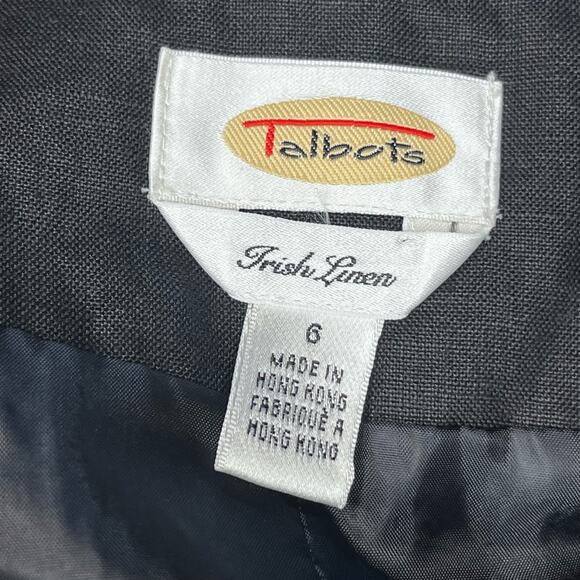 Talbots
Irish Linen
6
MADE IN
HONG KONG
FABRIQUÉ A
HONG KONG